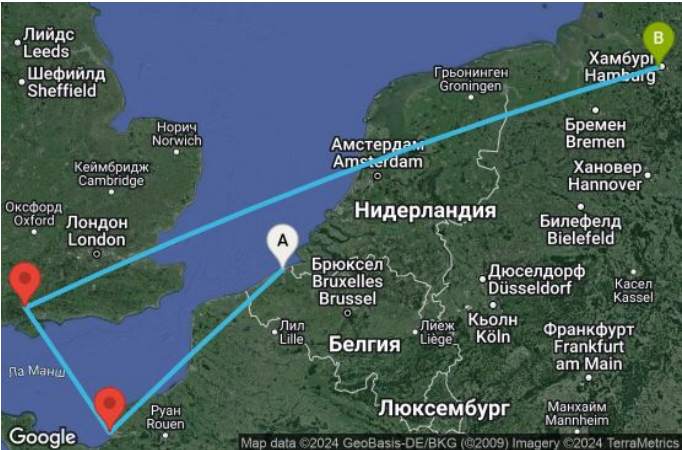 B
Лийдс
Leeds
Хамбург
Hamburg
Шефийлд
Sheffield
Грьонинген
Groningen
Норич
Norwich
Бремен
Bremen
Амстердам
Amsterdam
Кеймбридж
Cambridge
Хановер
Hannover
Оксфорд
Oxford
Лондон
London
Нидерландия
Билефелд
Bielefeld
A
Брюксел
Bruxelles
Brussel
Дюселдорф
Düsseldorf
Касел
Kassel
Лил
Lille
Белгия
Лиеж
Liège
Кьолн
Köln
Франкфурт
Frankfurt
am Main
Ла Манш
Руан
Rouen
Люксембург
Манхайм
Mannheim
Google
Map data ©2024 GeoBasis-DE/BKG (©2009) Imagery ©2024 TerraMetrics